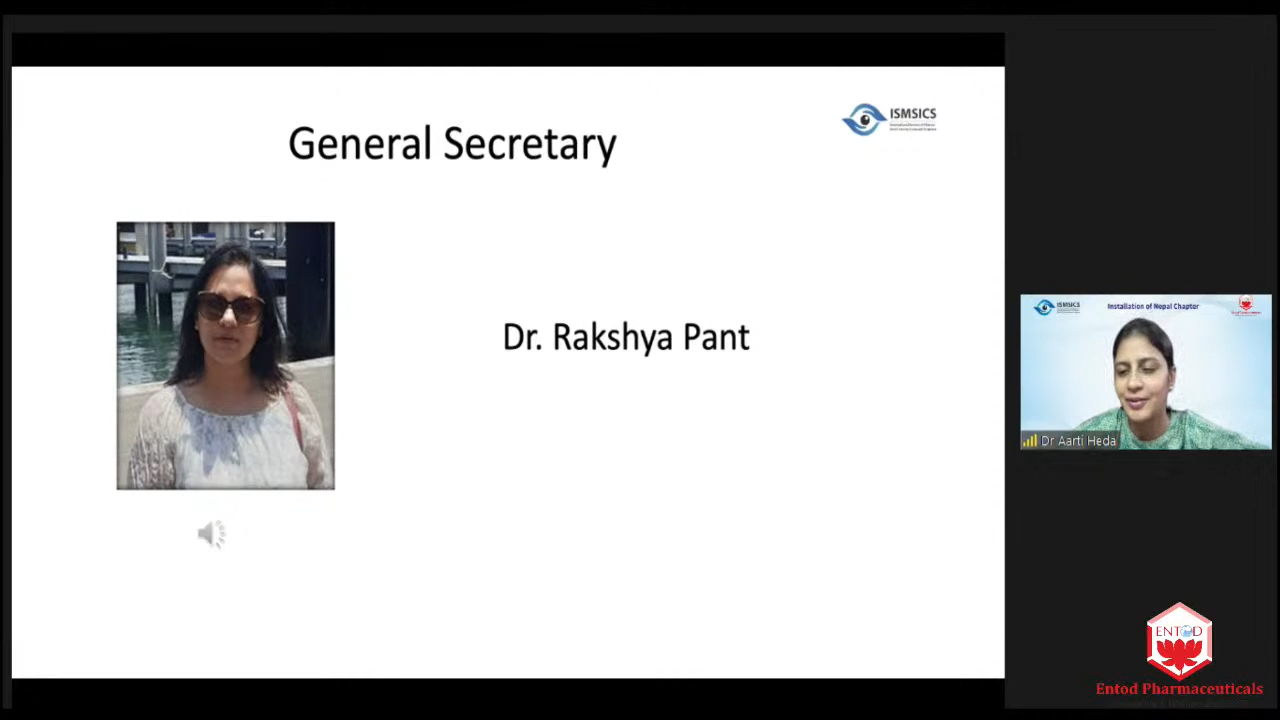 General Secretary
ISMSICS
Dr. Rakshya Pant
ISMSICS
Installation of Nepal Chapter
Dr Aarti Heda
ENTOD
Entod Pharmaceuticals